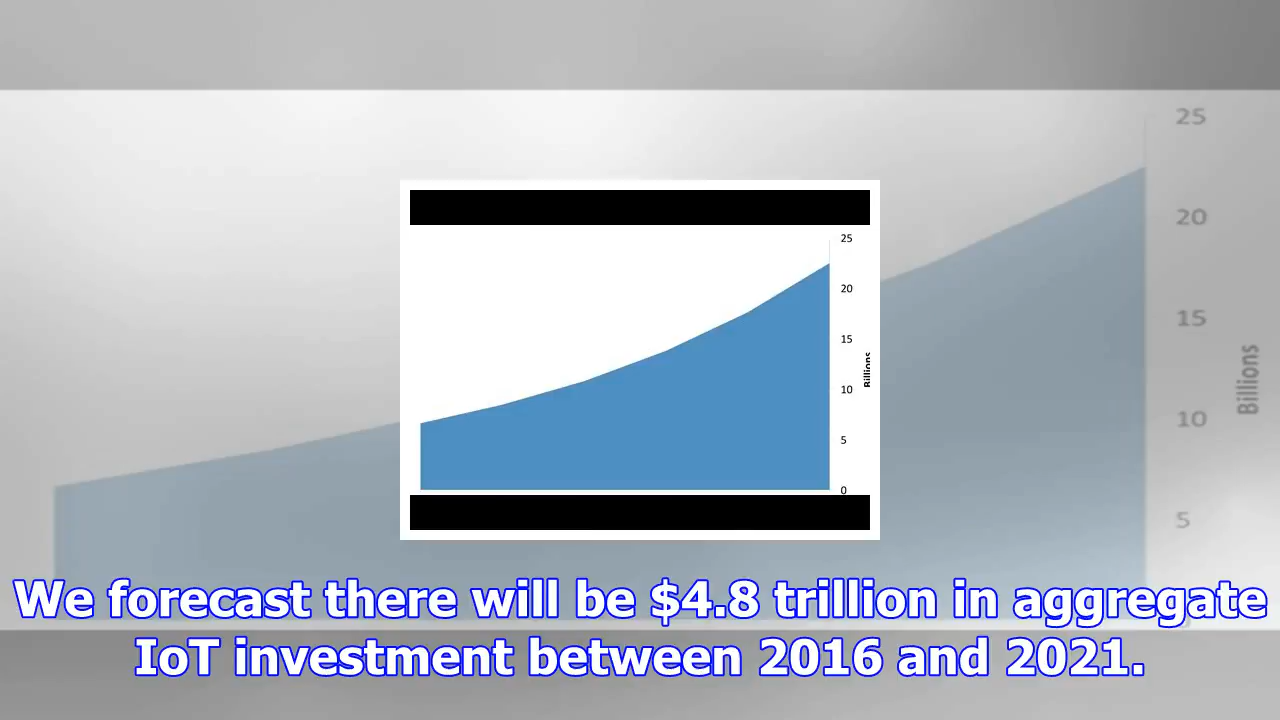 25
20
15
10
5
0
Billions
25
20
15
10
5
Billions
We forecast there will be $4.8 trillion in aggregate
IoT investment between 2016 and 2021.